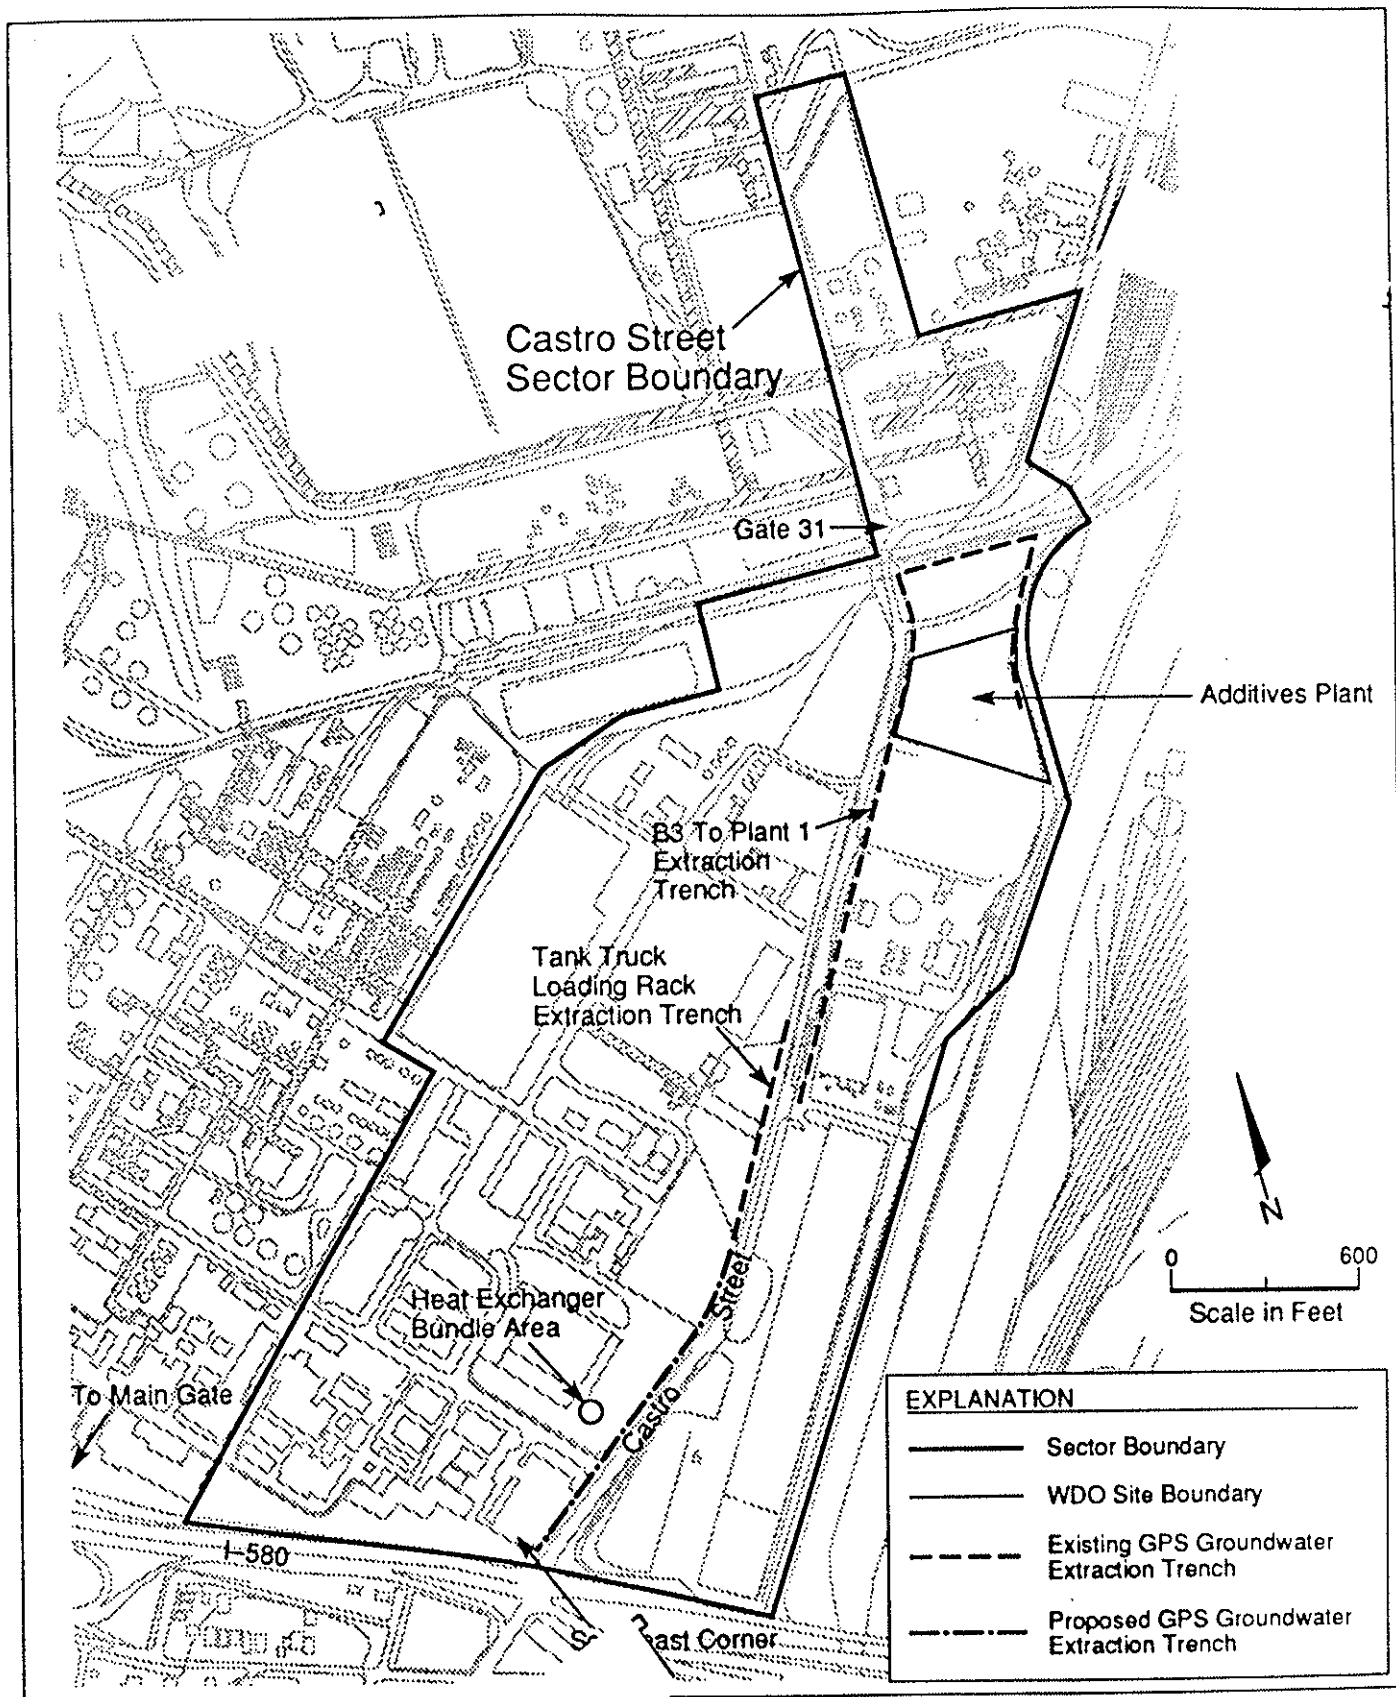 Castro Street
Sector Boundary
Gate 31
Additives Plant
B3 To Plant 1
Extraction
Trench
Tank Truck
Loading Rack
Extraction Trench
N
0 600
Scale in Feet
Street
Castro
Heat Exchanger
Bundle Area
To Main Gate
I-580
east Corner
EXPLANATION
Sector Boundary
WDO Site Boundary
Existing GPS Groundwater
Extraction Trench
Proposed GPS Groundwater
Extraction Trench